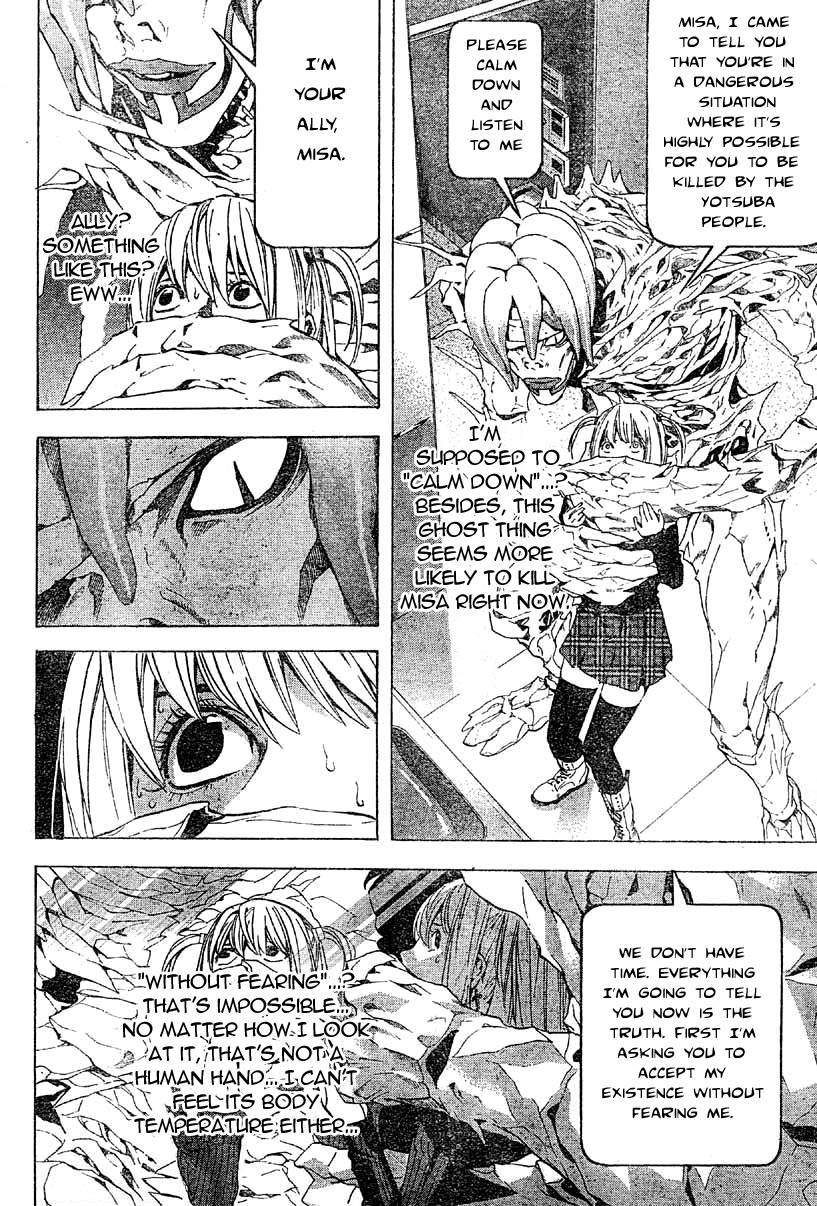 MISA, I CAME
TO TELL YOU
THAT YOU'RE IN
A DANGEROUS
SITUATION
WHERE IT'S
HIGHLY POSSIBLE
FOR YOU TO BE
KILLED BY THE
YOTSUBA
PEOPLE.
PLEASE
CALM
DOWN
AND
LISTEN
TO ME
I'M
SUPPOSED TO
"CALM DOWN"...?
BESIDES, THIS
GHOST THING
SEEMS MORE
LIKELY TO KILL
MISA RIGHT NOW.
I'M
YOUR
ALLY,
MISA.
ALLY?
SOMETHING
LIKE THIS?
EWW...
WE DON'T HAVE
TIME. EVERYTHING
I'M GOING TO TELL
YOU NOW IS THE
TRUTH. FIRST I'M
ASKING YOU TO
ACCEPT MY
EXISTENCE WITHOUT
FEARING ME.
"WITHOUT FEARING"...?
THAT'S IMPOSSIBLE...
NO MATTER HOW I LOOK
AT IT, THAT'S NOT A
HUMAN HAND... I CAN'T
FEEL ITS BODY
TEMPERATURE EITHER...